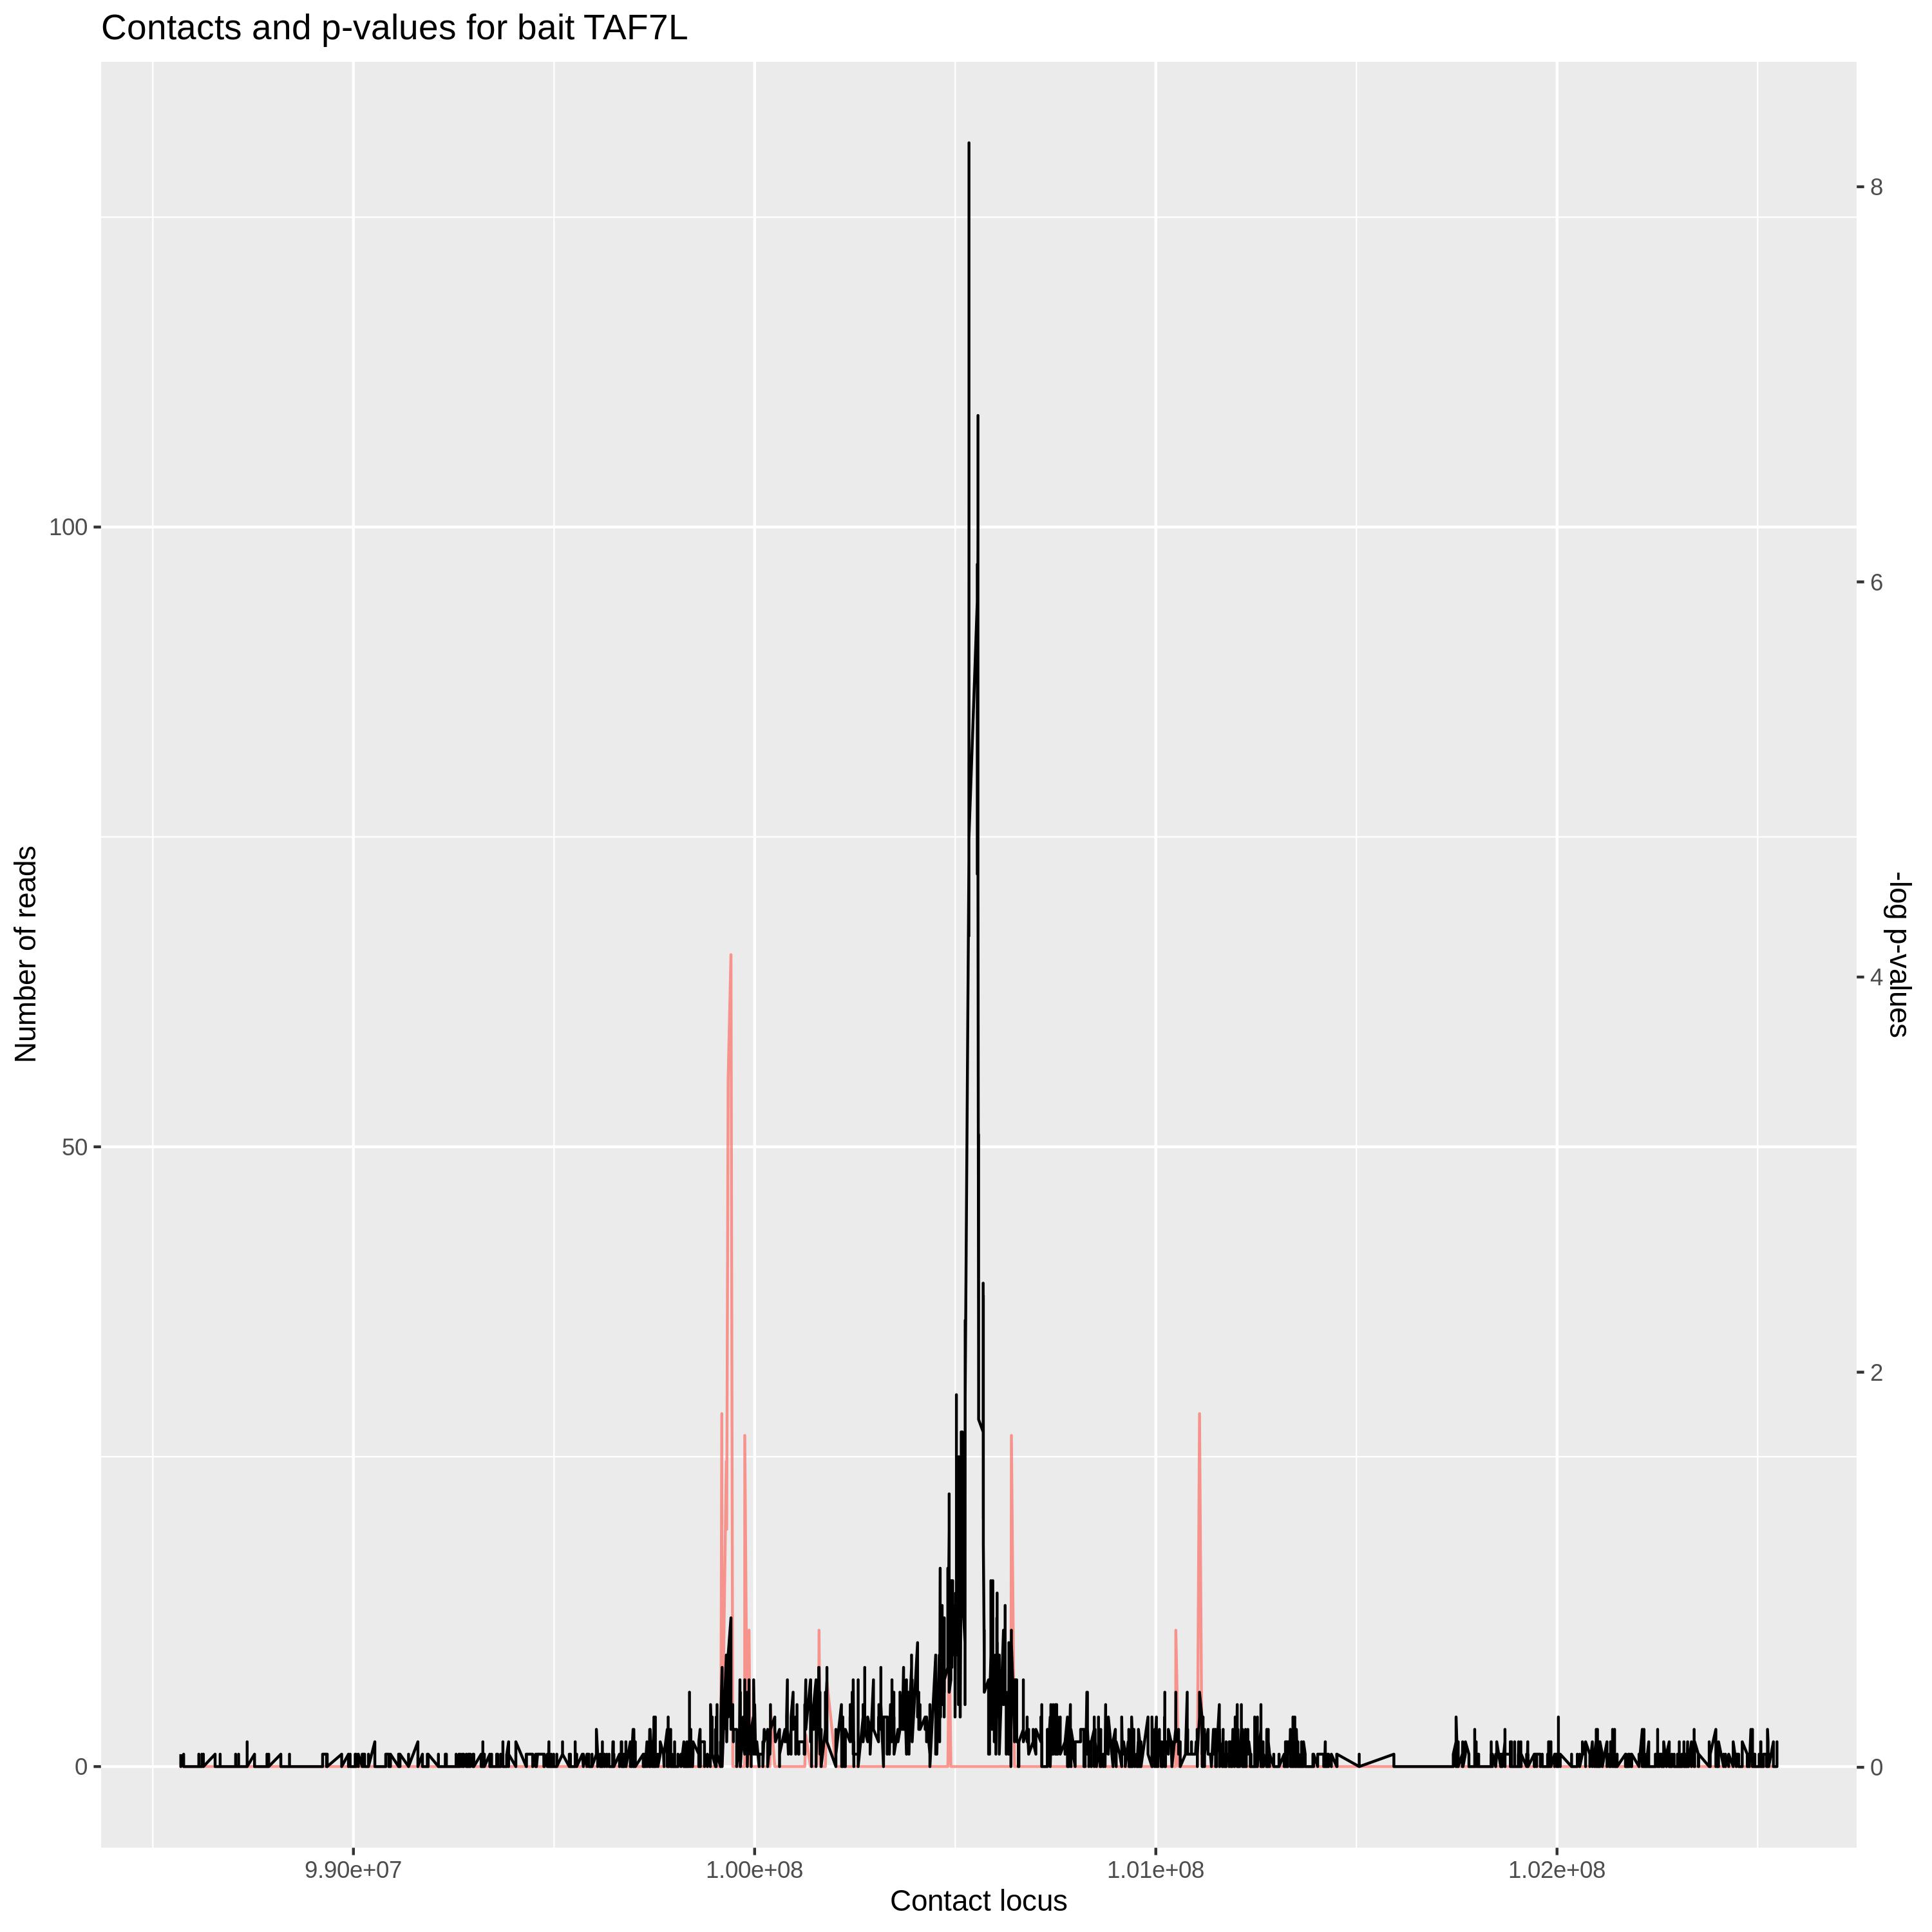 Contacts and p-values for bait TAF7L
Number of reads
100
50
0
8
6
4
2
0
-log p-values
9.90e+07
1.00e+08
1.01e+08
1.02e+08
Contact locus